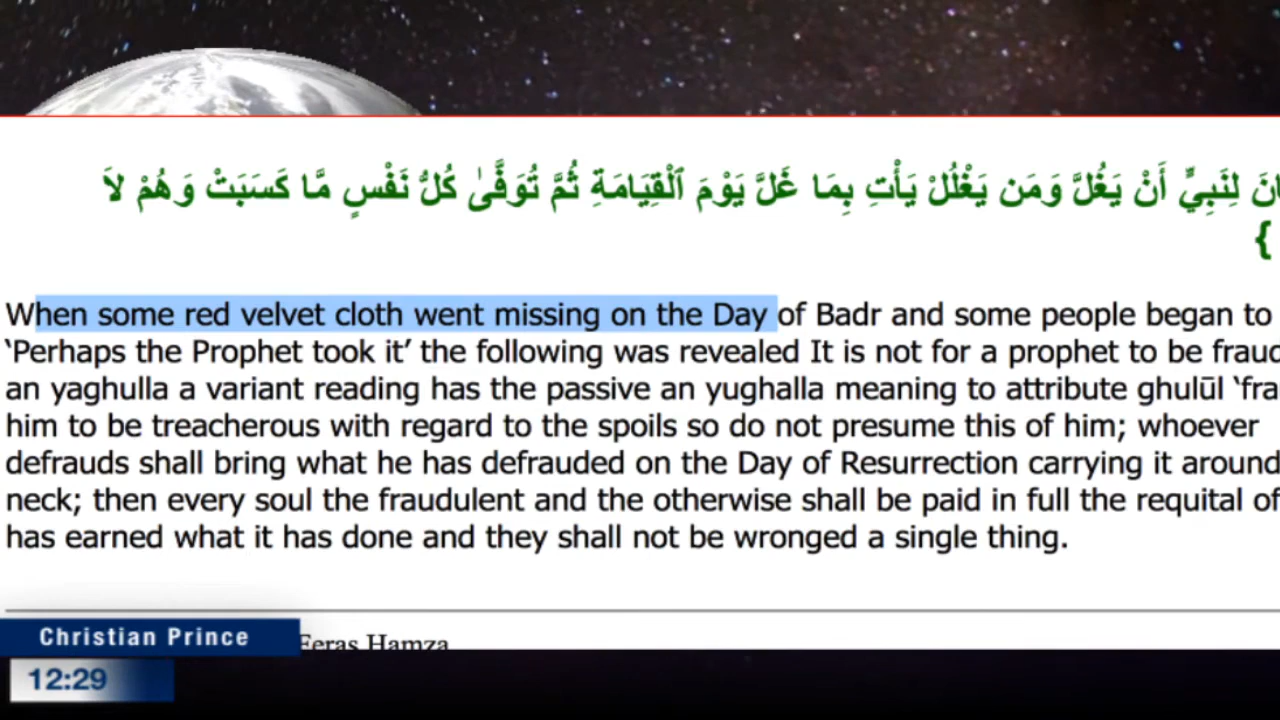 لِنَبِيٍّ أَنْ يَغُلَّ وَمَن يَغْلُلْ يَأْتِ بِمَا غَلَّ يَوْمَ ٱلْقِيَامَةِ ثُمَّ تُوَفَّىٰ كُلُّ نَفْسٍ مَّا كَسَبَتْ وَهُمْ لاَ
}
When some red velvet cloth went missing on the Day of Badr and some people began to
‘Perhaps the Prophet took it’ the following was revealed It is not for a prophet to be
an yaghulla a variant reading has the passive an yughalla meaning to attribute ghulūl
him to be treacherous with regard to the spoils so do not presume this of him; whoever
defrauds shall bring what he has defrauded on the Day of Resurrection carrying it around
neck; then every soul the fraudulent and the otherwise shall be paid in full the requital of
has earned what it has done and they shall not be wronged a single thing.
Feras Hamza
Christian Prince
12:29